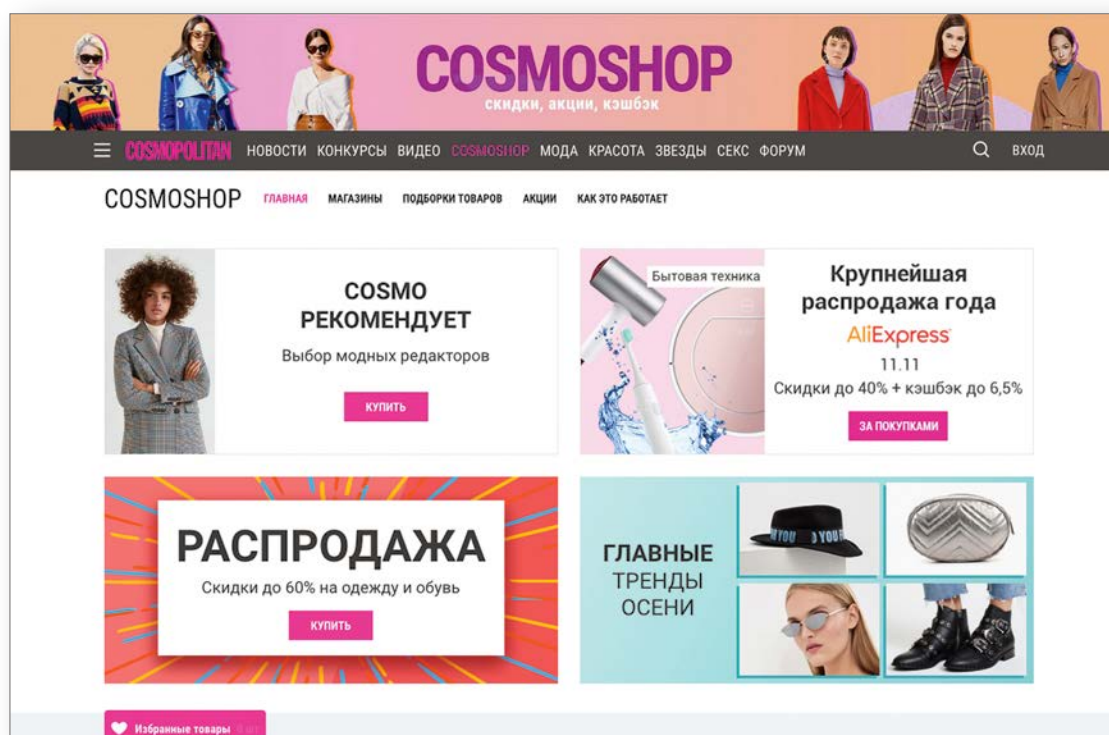 COSMOSHOP
скидки, акции, кэшбэк
COSMOPOLITAN НОВОСТИ КОНКУРСЫ ВИДЕО COSMOSHOP МОДА КРАСОТА ЗВЕЗДЫ СЕКС ФОРУМ ВХОД
COSMOSHOP ГЛАВНАЯ МАГАЗИНЫ ПОДБОРКИ ТОВАРОВ АКЦИИ КАК ЭТО РАБОТАЕТ
COSMO
РЕКОМЕНДУЕТ
Выбор модных редакторов
КУПИТЬ
Бытовая техника
Крупнейшая
распродажа года
AliExpress
11.11
Скидки до 40% + кэшбэк до 6,5%
ЗА ПОКУПКАМИ
РАСПРОДАЖА
Скидки до 60% на одежду и обувь
КУПИТЬ
ГЛАВНЫЕ
ТРЕНДЫ
ОСЕНИ
YOU
YOU
Избранные товары